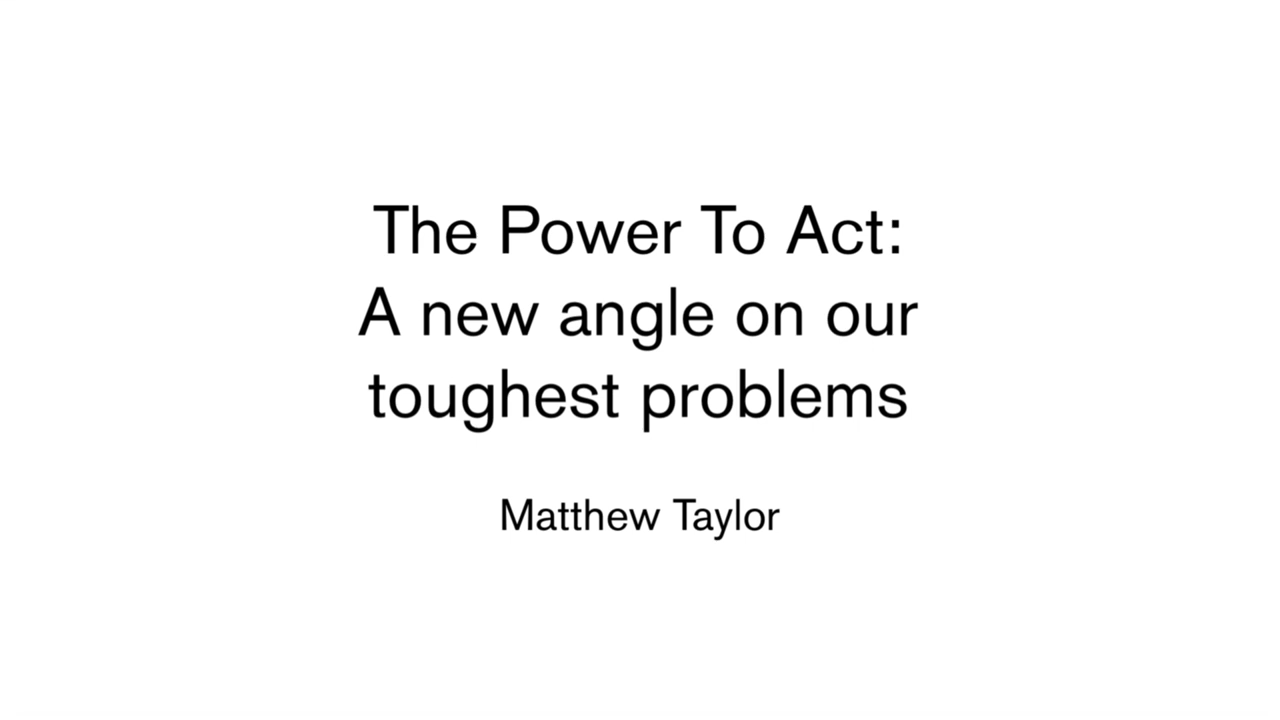 The Power To Act:
A new angle on our
toughest problems
Matthew Taylor